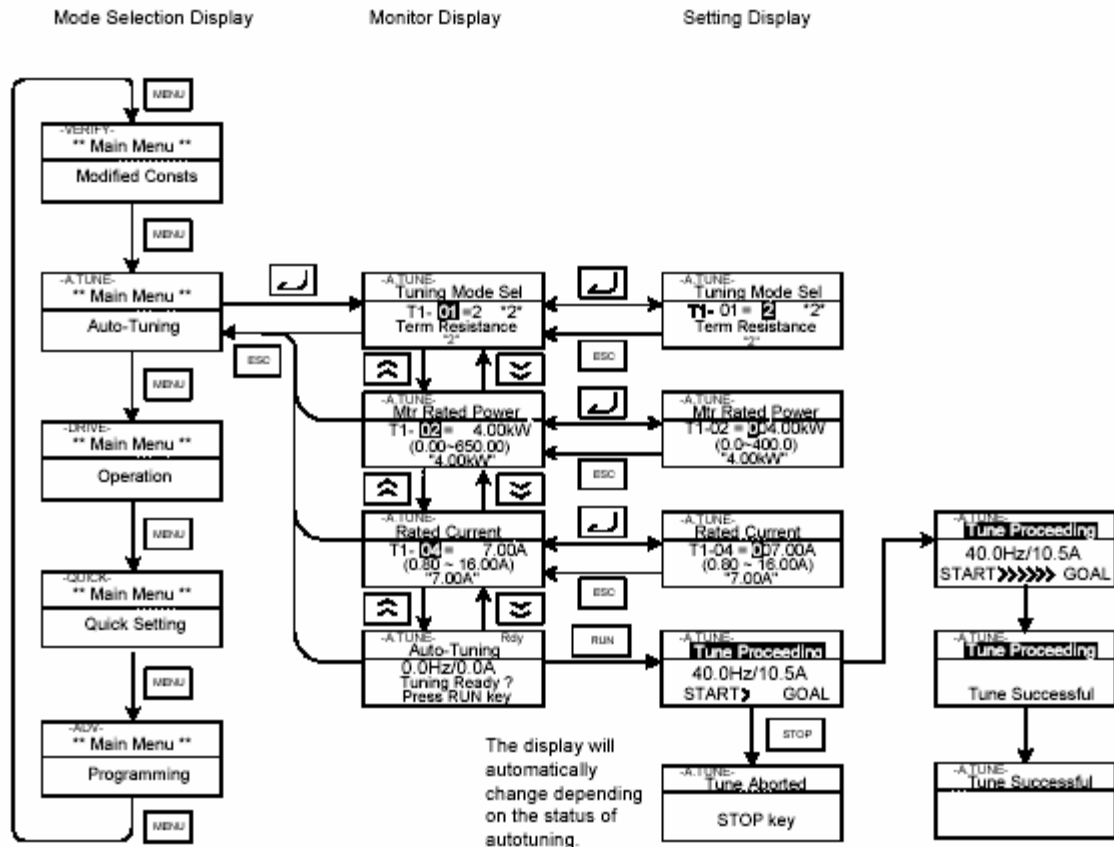 Mode Selection Display
Monitor Display
Setting Display
MENU
-VERIFY-
** Main Menu **
Modified Consts
MENU
-A.TUNE-
** Main Menu **
Auto-Tuning
ESC
MENU
-DRIVE-
** Main Menu **
Operation
MENU
-QUICK-
** Main Menu **
Quick Setting
MENU
-ADV-
** Main Menu **
Programming
MENU
-A.TUNE-
Tuning Mode Sel
T1- 01 =2 "2"
Term Resistance
"2"
ESC
-A.TUNE-
Tuning Mode Sel
T1- 01 = 2 "2"
Term Resistance
"2"
-A.TUNE-
Mtr Rated Power
T1- 02 = 4.00kW
(0.00~650.00)
"4.00kW"
ESC
-A.TUNE-
Mtr Rated Power
T1-02 = 004.00kW
(0.0~400.0)
"4.00kW"
-A.TUNE-
Rated Current
T1- 04 = 7.00A
(0.80 ~ 16.00A)
"7.00A"
ESC
-A.TUNE-
Rated Current
T1-04 = 007.00A
(0.80 ~ 16.00A)
"7.00A"
-A.TUNE- Rdy
Auto-Tuning
0.0Hz/0.0A
Tuning Ready ?
Press RUN key
RUN
-A.TUNE-
Tune Proceeding
40.0Hz/10.5A
START> GOAL
STOP
-A.TUNE-
Tune Aborted
STOP key
The display will
automatically
change depending
on the status of
autotuning.
-A.TUNE-
Tune Proceeding
40.0Hz/10.5A
START>>>>>> GOAL
-A.TUNE-
Tune Proceeding
Tune Successful
-A.TUNE-
Tune Successful